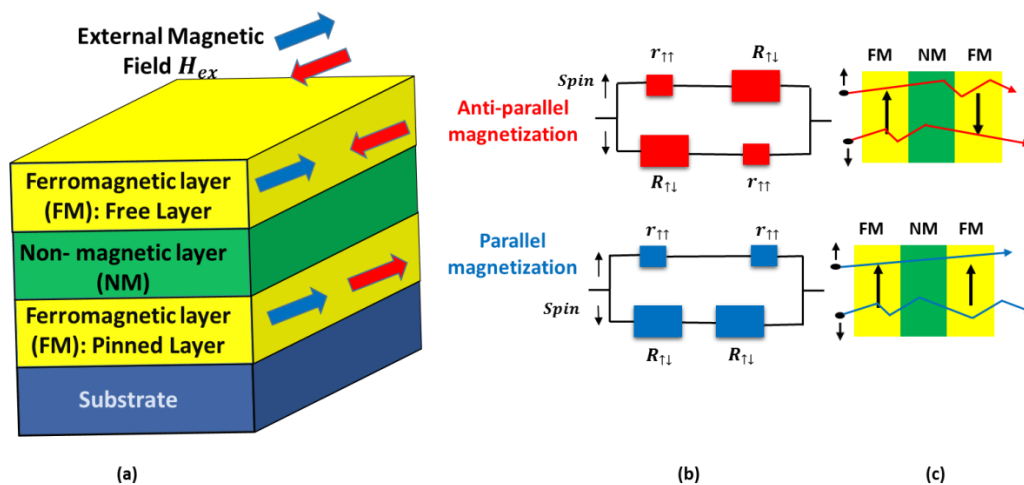 External Magnetic
Field H_ex
Ferromagnetic layer
(FM): Free Layer
Non- magnetic layer
(NM)
Ferromagnetic layer
(FM): Pinned Layer
Substrate
(a)
r↑↑
R↑↓
Spin
Anti-parallel
magnetization
R↑↓
r↑↑
r↑↑
r↑↑
Parallel
magnetization
Spin
R↑↓
R↑↓
(b)
FM NM FM
FM NM FM
(c)